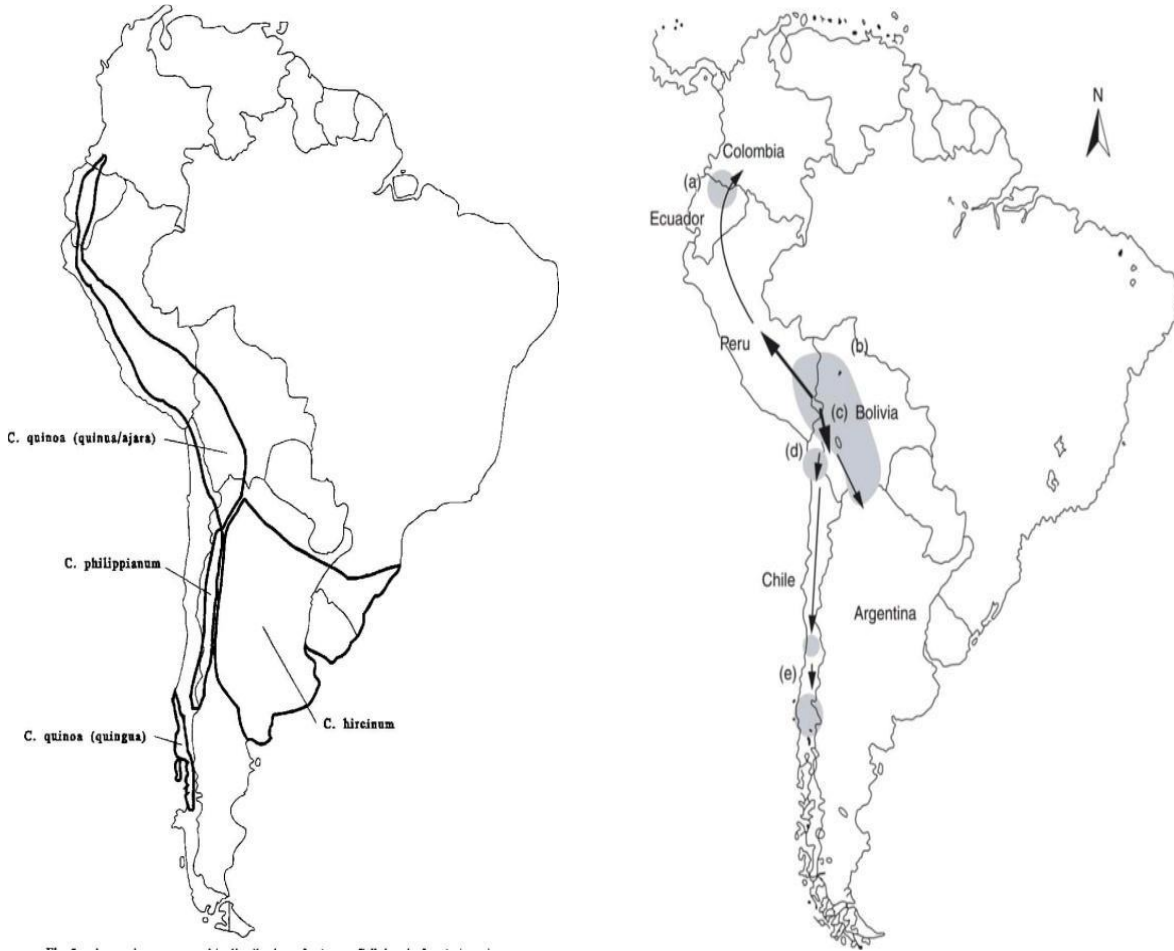 C. quinoa (quinua/ajara)
C. philippianum
C. hircinum
C. quinoa (quingua)
N
Colombia
(a)
Ecuador
Peru
(b)
(c) Bolivia
(d)
Chile
Argentina
(e)